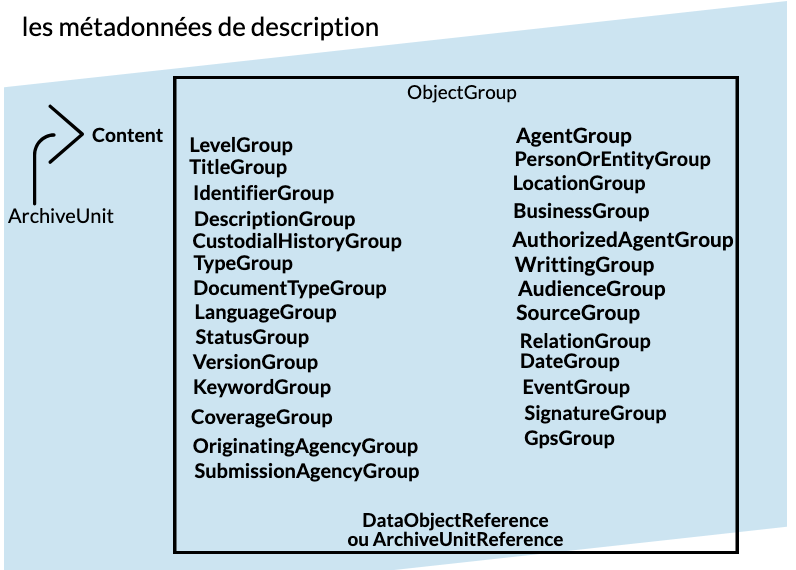 les métadonnées de description
ObjectGroup
Content
ArchiveUnit
LevelGroup
TitleGroup
IdentifierGroup
DescriptionGroup
CustodialHistoryGroup
TypeGroup
DocumentTypeGroup
LanguageGroup
StatusGroup
VersionGroup
KeywordGroup
CoverageGroup
OriginatingAgencyGroup
SubmissionAgencyGroup
AgentGroup
PersonOrEntityGroup
LocationGroup
BusinessGroup
AuthorizedAgentGroup
WrittingGroup
AudienceGroup
SourceGroup
RelationGroup
DateGroup
EventGroup
SignatureGroup
GpsGroup
DataObjectReference
ou ArchiveUnitReference